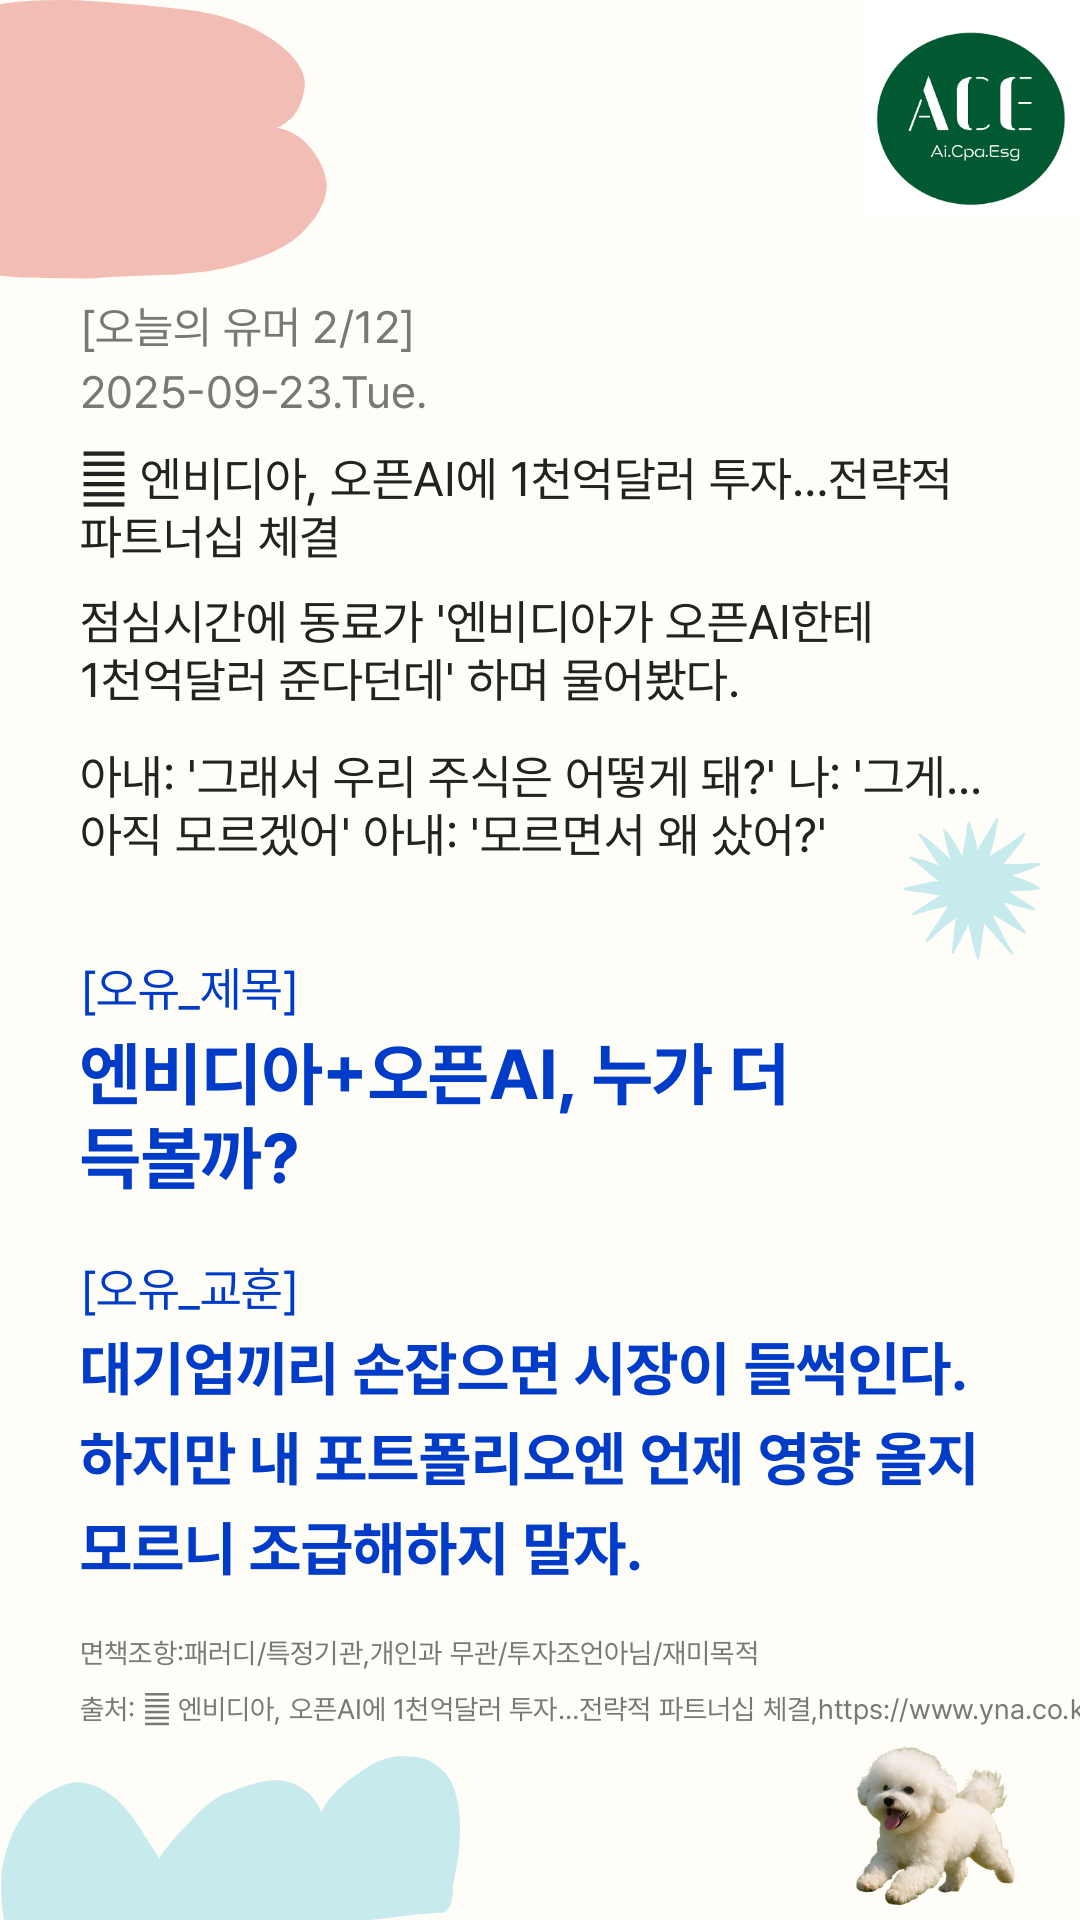 ACE
Ai.Cpa.Esg
[오늘의 유머 2/12]
2025-09-23.Tue.
엔비디아, 오픈AI에 1천억달러 투자...전략적
파트너십 체결
점심시간에 동료가 '엔비디아가 오픈AI한테
1천억달러 준다던데' 하며 물어봤다.
아내: '그래서 우리 주식은 어떻게 돼?' 나: '그게...
아직 모르겠어' 아내: '모르면서 왜 샀어?'
[오유_제목]
엔비디아+오픈AI, 누가 더
득볼까?
[오유_교훈]
대기업끼리 손잡으면 시장이 들썩인다.
하지만 내 포트폴리오엔 언제 영향 올지
모르니 조급해하지 말자.
면책조항:패러디/특정기관,개인과 무관/투자조언아님/재미목적
출처: ䷀ 엔비디아, 오픈AI에 1천억달러 투자...전략적 파트너십 체결,https://www.yna.co.k